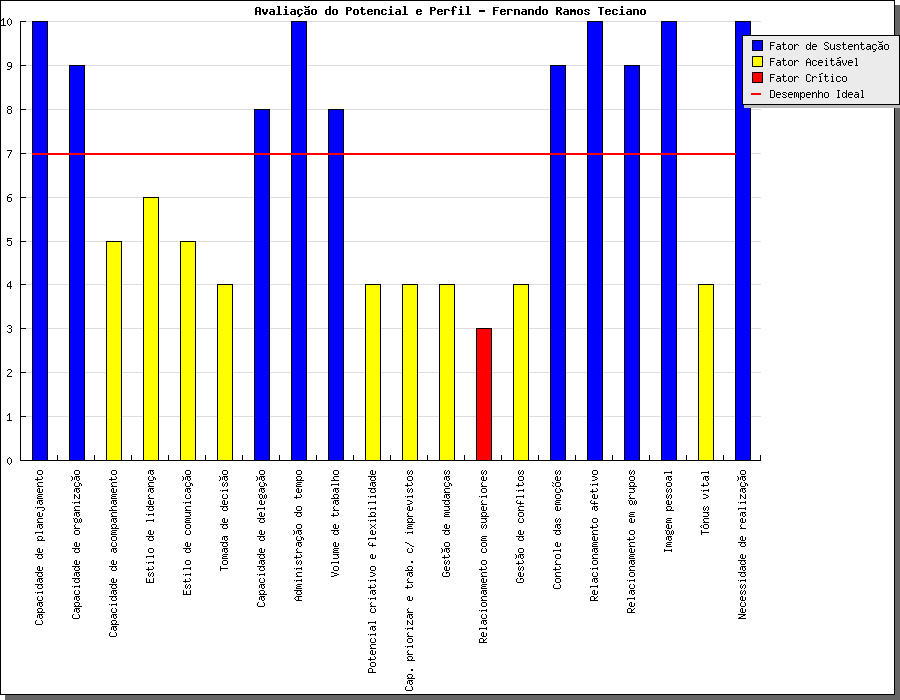 Avaliação do Potencial e Perfil - Fernando Ramos Teciano
Fator de Sustentação
Fator Aceitável
Fator Crítico
Desempenho Ideal
10
9
8
7
6
5
4
3
2
1
0
Capacidade de planejamento
Capacidade de organização
Capacidade de acompanhamento
Estilo de liderança
Estilo de comunicação
Tomada de decisão
Capacidade de delegação
Administração do tempo
Volume de trabalho
Potencial criativo e flexibilidade
Cap. priorizar e trab. c/ imprevistos
Gestão de mudanças
Relacionamento com superiores
Gestão de conflitos
Controle das emoções
Relacionamento afetivo
Relacionamento em grupos
Imagem pessoal
Tônus vital
Necessidade de realização